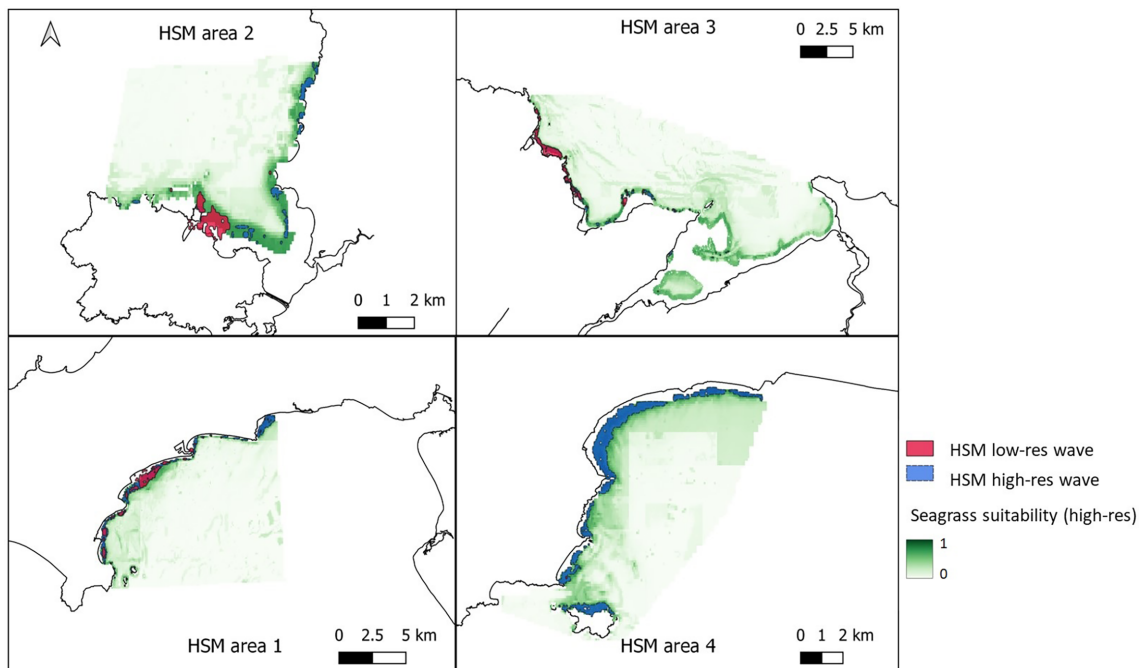 HSM area 2
0 1 2 km
HSM area 3
0 2.5 5 km
HSM area 1
0 2.5 5 km
HSM area 4
0 1 2 km
HSM low-res wave
HSM high-res wave
Seagrass suitability (high-res)
1
0